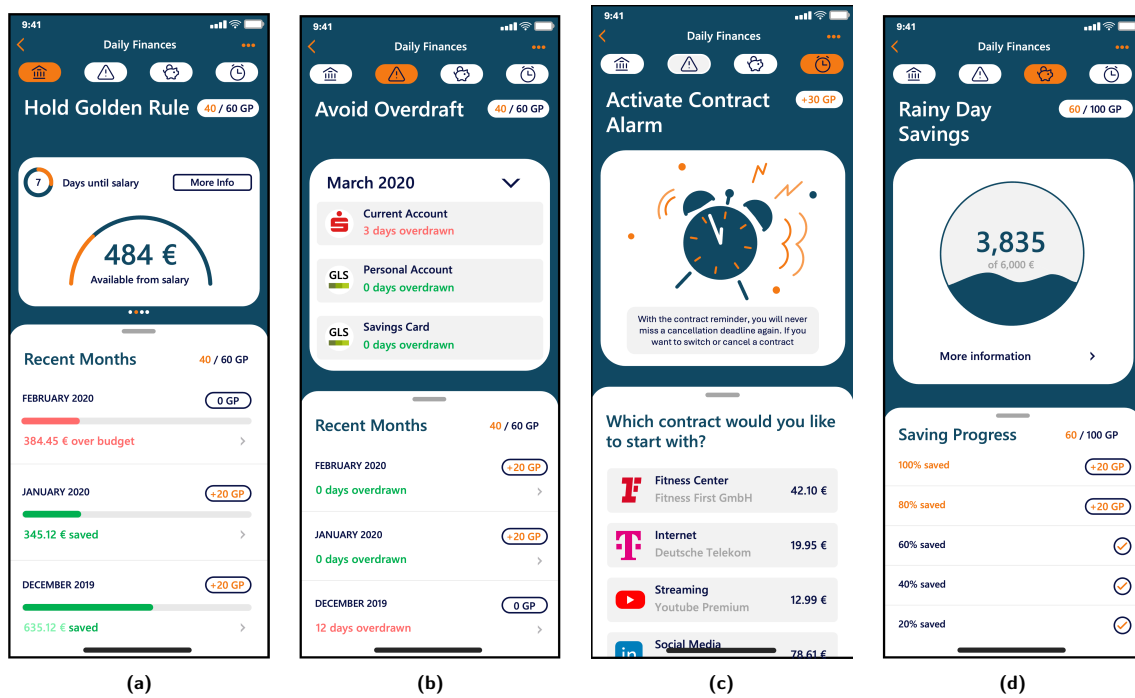 9:41
Daily Finances
Hold Golden Rule
40 / 60 GP
7
Days until salary
More Info
484 €
Available from salary
Recent Months
40 / 60 GP
FEBRUARY 2020
0 GP
384.45 € over budget
JANUARY 2020
+20 GP
345.12 € saved
DECEMBER 2019
+20 GP
635.12 € saved
(a)
9:41
Daily Finances
Avoid Overdraft
40 / 60 GP
March 2020
Current Account
3 days overdrawn
GLS
Personal Account
0 days overdrawn
GLS
Savings Card
0 days overdrawn
Recent Months
40 / 60 GP
FEBRUARY 2020
+20 GP
0 days overdrawn
JANUARY 2020
+20 GP
0 days overdrawn
DECEMBER 2019
0 GP
12 days overdrawn
(b)
9:41
Daily Finances
Activate Contract
Alarm
+30 GP
With the contract reminder, you will never
miss a cancellation deadline again. If you
want to switch or cancel a contract
Which contract would you like
to start with?
Fitness Center
Fitness First GmbH
42.10 €
T
Internet
Deutsche Telekom
19.95 €
Streaming
Youtube Premium
12.99 €
in
Social Media
78.61 €
(c)
9:41
Daily Finances
Rainy Day
Savings
60 / 100 GP
3,835
of 6,000 €
More information
Saving Progress
60 / 100 GP
100% saved
+20 GP
80% saved
+20 GP
60% saved
40% saved
20% saved
(d)